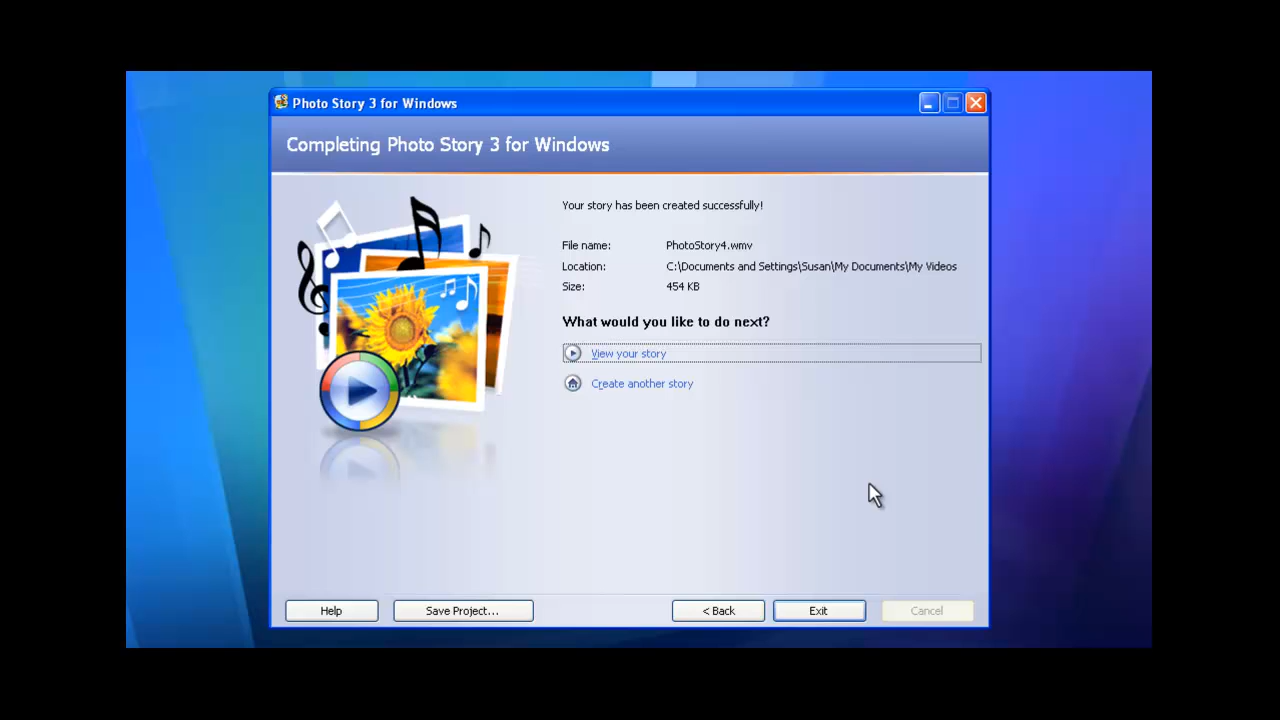 Photo Story 3 for Windows
Completing Photo Story 3 for Windows
Your story has been created successfully!
File name: PhotoStory4.wmv
Location: C:\Documents and Settings\Susan\My Documents\My Videos
Size: 454 KB
What would you like to do next?
View your story
Create another story
Help Save Project... < Back Exit Cancel